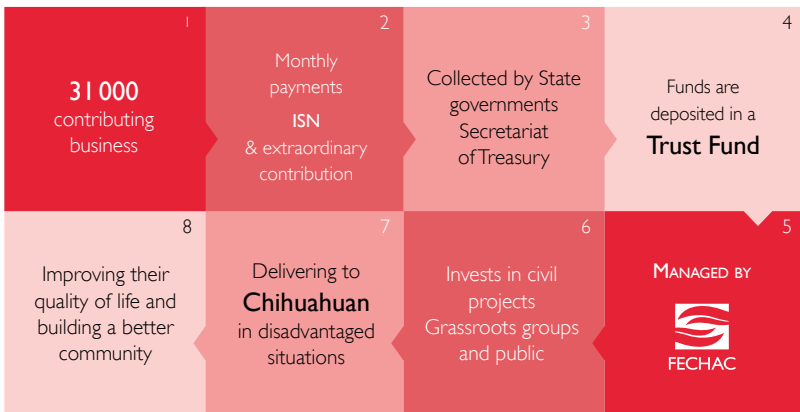 1
31 000
contributing
business
2
Monthly
payments
ISN
& extraordinary
contribution
3
Collected by State
governments
Secretariat
of Treasury
4
Funds are
deposited in a
Trust Fund
5
MANAGED BY
FECHAC
6
Invests in civil
projects
Grassroots groups
and public
7
Delivering to
Chihuahuan
in disadvantaged
situations
8
Improving their
quality of life and
building a better
community